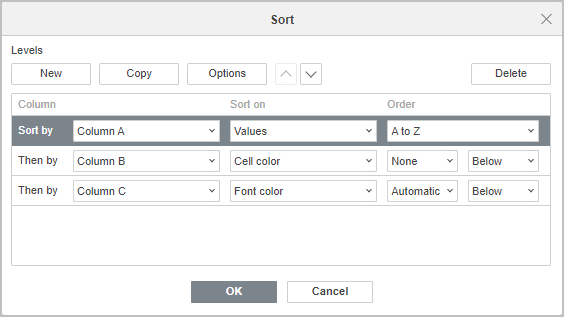 Sort
Levels
New Copy Options Delete
Column Sort on Order
Sort by Column A Values A to Z
Then by Column B Cell color None Below
Then by Column C Font color Automatic Below
OK Cancel